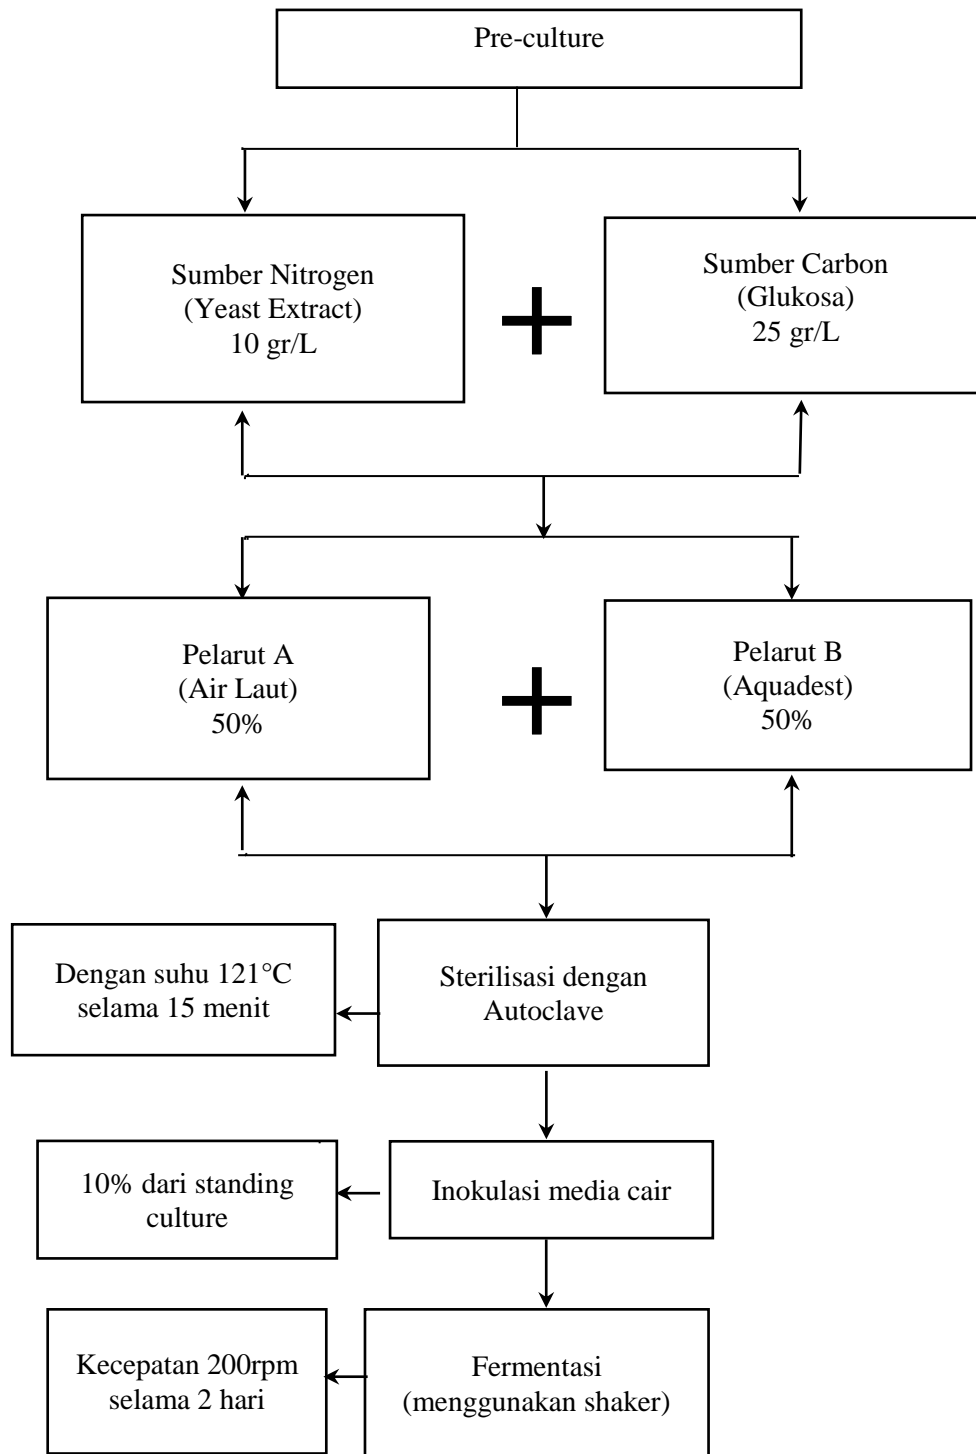 Pre-culture
Sumber Nitrogen
(Yeast Extract)
10 gr/L
Sumber Carbon
(Glukosa)
25 gr/L
Pelarut A
(Air Laut)
50%
Pelarut B
(Aquadest)
50%
Dengan suhu 121°C
selama 15 menit
Sterilisasi dengan
Autoclave
10% dari standing
culture
Inokulasi media cair
Kecepatan 200rpm
selama 2 hari
Fermentasi
(menggunakan shaker)